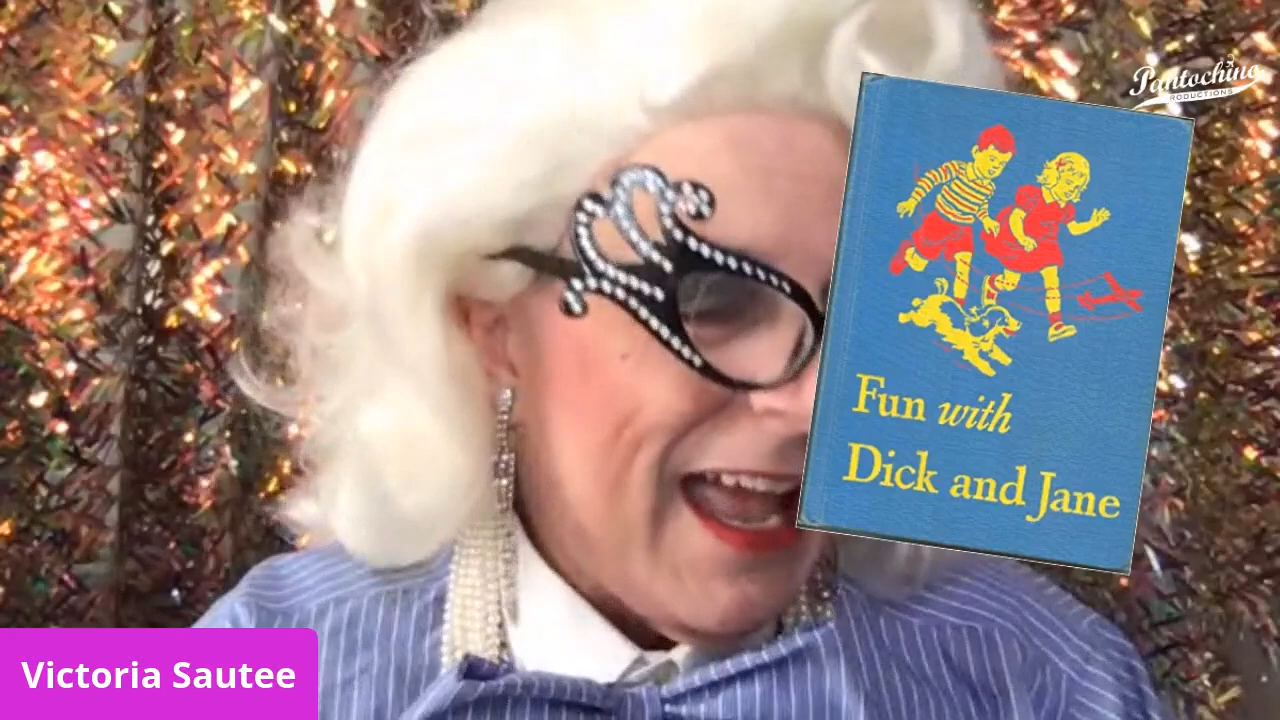 Pantochino
PRODUCTIONS
Fun with
Dick and Jane
Victoria Sautee